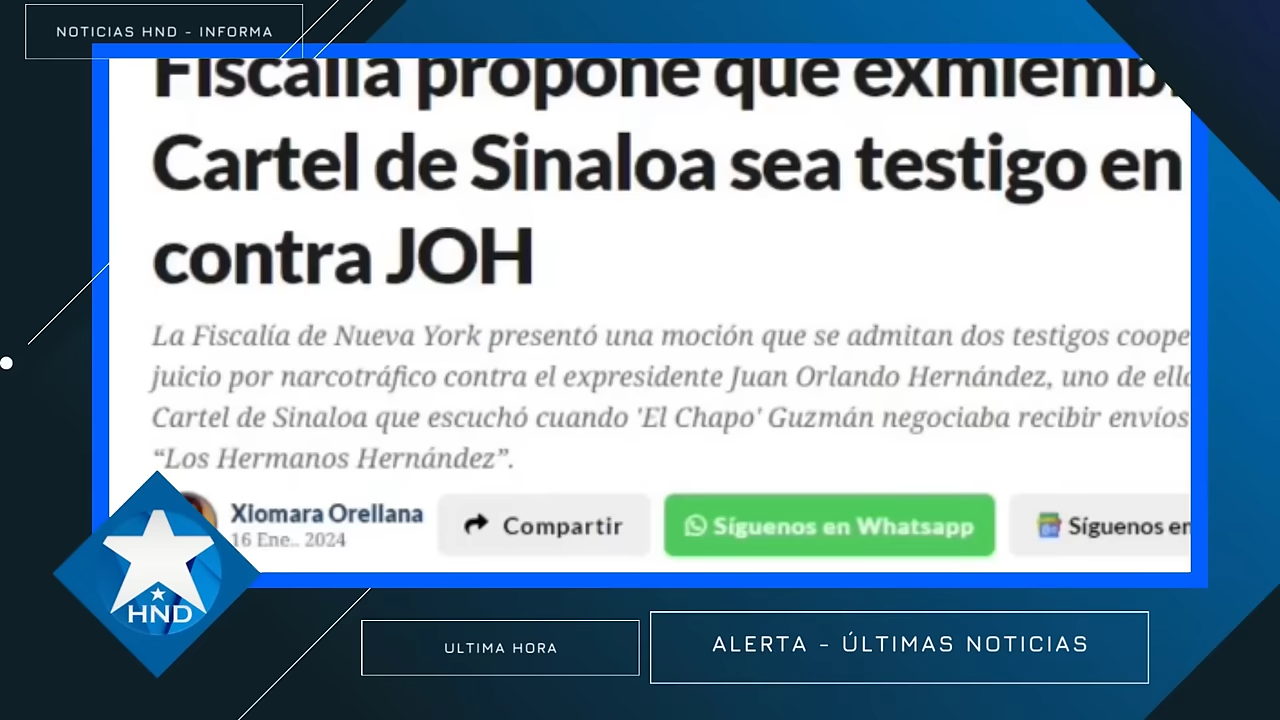 NOTICIAS HND - INFORMA
Fiscalía propone que exmiemb
Cartel de Sinaloa sea testigo en
contra JOH
La Fiscalía de Nueva York presentó una moción que se admitan dos testigos coope
juicio por narcotráfico contra el expresidente Juan Orlando Hernández, uno de ello
Cartel de Sinaloa que escuchó cuando 'El Chapo' Guzmán negociaba recibir envíos
“Los Hermanos Hernández”.
Xiomara Orellana
16 Ene.. 2024
Compartir
Síguenos en Whatsapp
Síguenos en
HND
ULTIMA HORA
ALERTA - ÚLTIMAS NOTICIAS